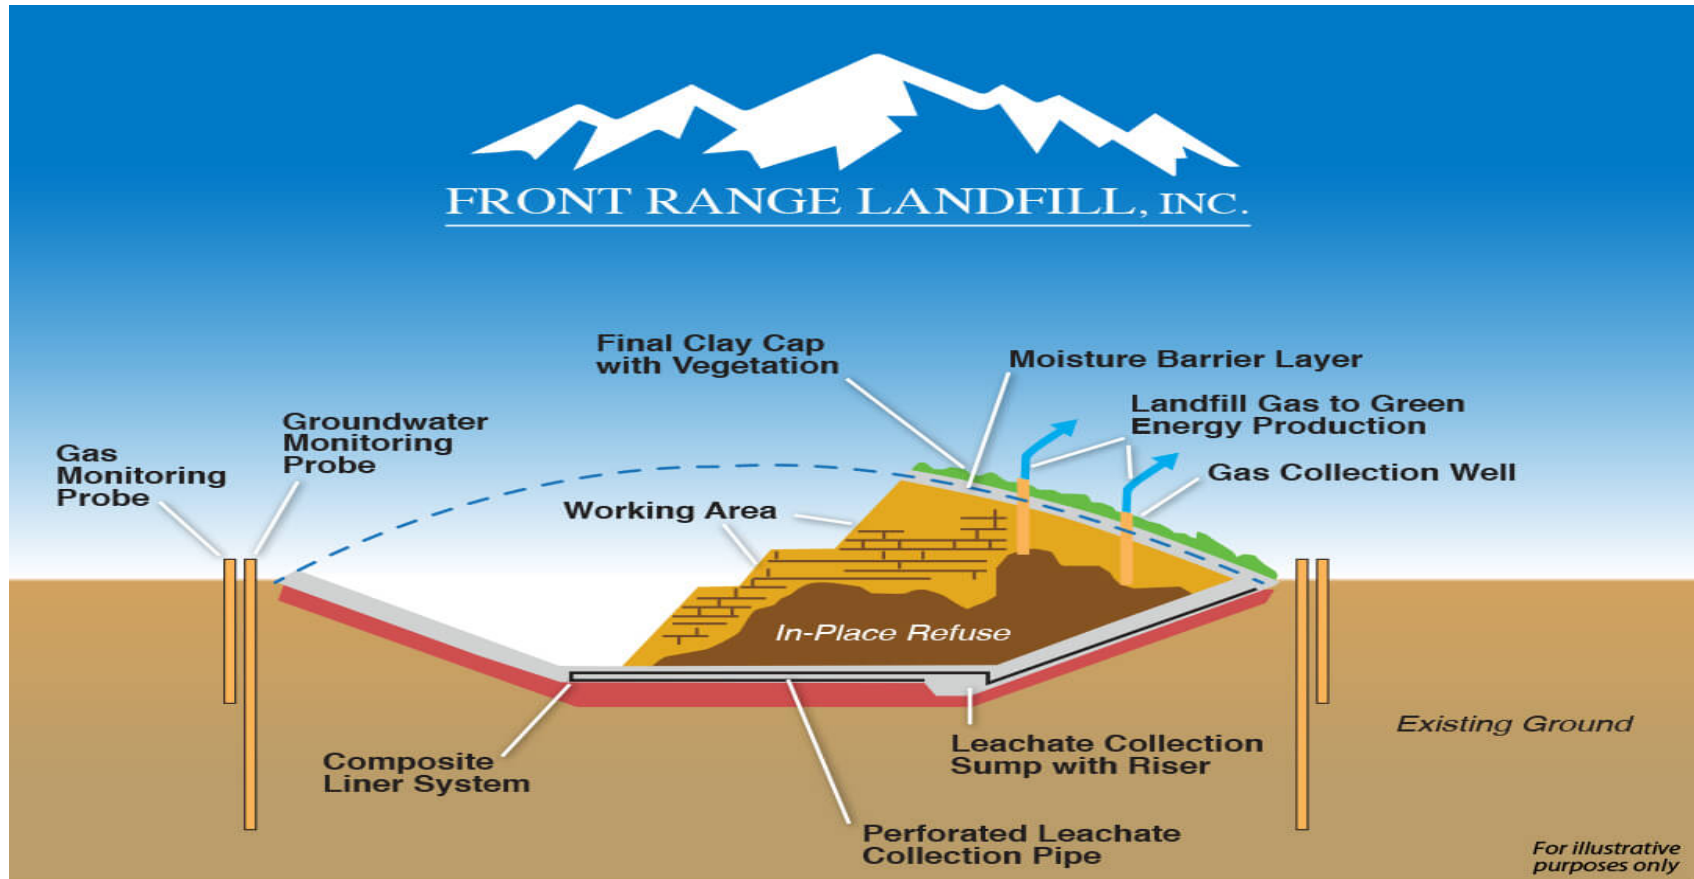 FRONT RANGE LANDFILL, INC.
Final Clay Cap
with Vegetation
Moisture Barrier Layer
Landfill Gas to Green
Energy Production
Groundwater
Monitoring
Probe
Gas
Monitoring
Probe
Gas Collection Well
Working Area
In-Place Refuse
Existing Ground
Composite
Liner System
Leachate Collection
Sump with Riser
Perforated Leachate
Collection Pipe
For illustrative
purposes only